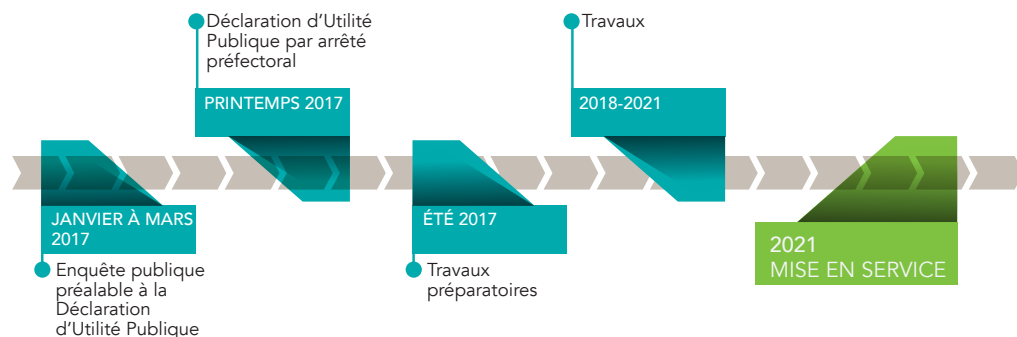 Déclaration d'Utilité
Publique par arrêté
préfectoral
PRINTEMPS 2017
Travaux
2018-2021
JANVIER À MARS
2017
Enquête publique
préalable à la
Déclaration
d'Utilité Publique
ÉTÉ 2017
Travaux
préparatoires
2021
MISE EN SERVICE